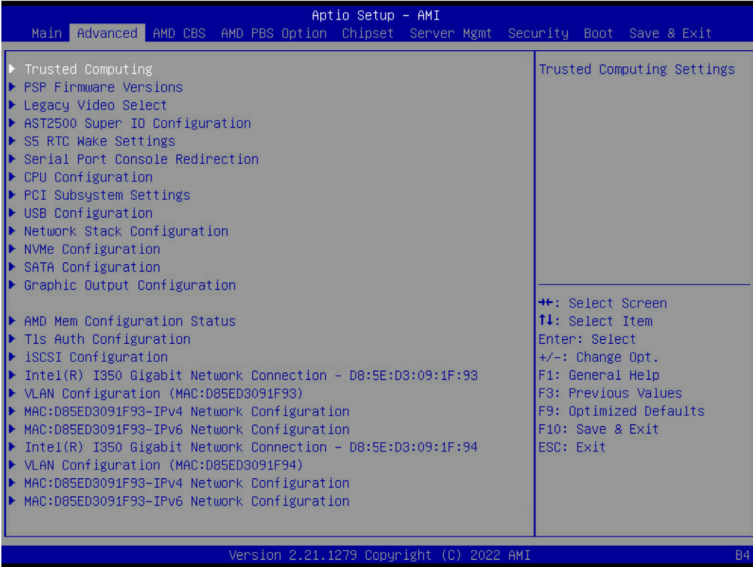 Aptio Setup – AMI
Main Advanced AMD CBS AMD PBS Option Chipset Server Mgmt Security Boot Save & Exit
▶ Trusted Computing
▶ PSP Firmware Versions
▶ Legacy Video Select
▶ AST2500 Super IO Configuration
▶ S5 RTC Wake Settings
▶ Serial Port Console Redirection
▶ CPU Configuration
▶ PCI Subsystem Settings
▶ USB Configuration
▶ Network Stack Configuration
▶ NVMe Configuration
▶ SATA Configuration
▶ Graphic Output Configuration
▶ AMD Mem Configuration Status
▶ Tls Auth Configuration
▶ iSCSI Configuration
▶ Intel(R) I350 Gigabit Network Connection – D8:5E:D3:09:1F:93
▶ VLAN Configuration (MAC:D85ED3091F93)
▶ MAC:D85ED3091F93-IPv4 Network Configuration
▶ MAC:D85ED3091F93-IPv6 Network Configuration
▶ Intel(R) I350 Gigabit Network Connection – D8:5E:D3:09:1F:94
▶ VLAN Configuration (MAC:D85ED3091F94)
▶ MAC:D85ED3091F93-IPv4 Network Configuration
▶ MAC:D85ED3091F93-IPv6 Network Configuration
Trusted Computing Settings
→←: Select Screen
↑↓: Select Item
Enter: Select
+/-: Change Opt.
F1: General Help
F3: Previous Values
F9: Optimized Defaults
F10: Save & Exit
ESC: Exit
Version 2.21.1279 Copyright (C) 2022 AMI
B4